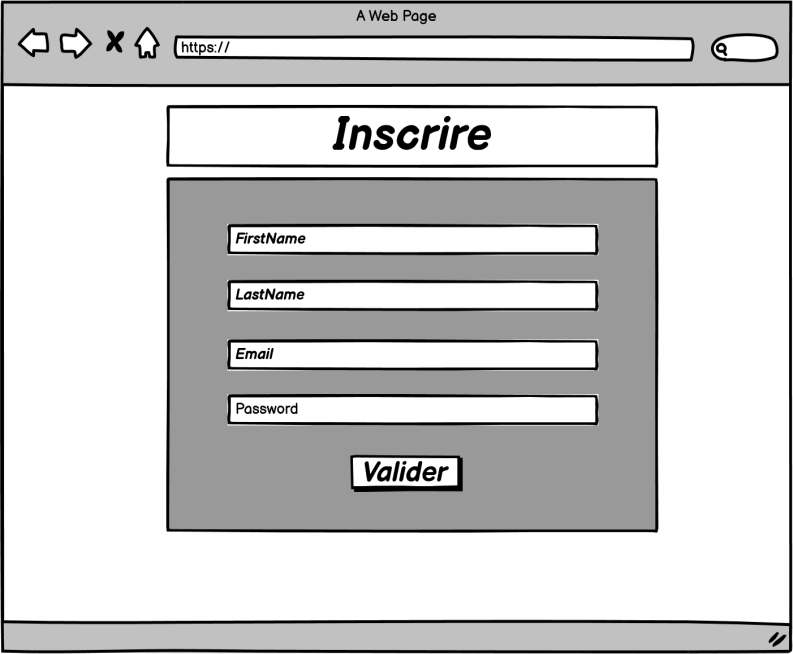 A Web Page
https://
Inscrire
FirstName
LastName
Email
Password
Valider